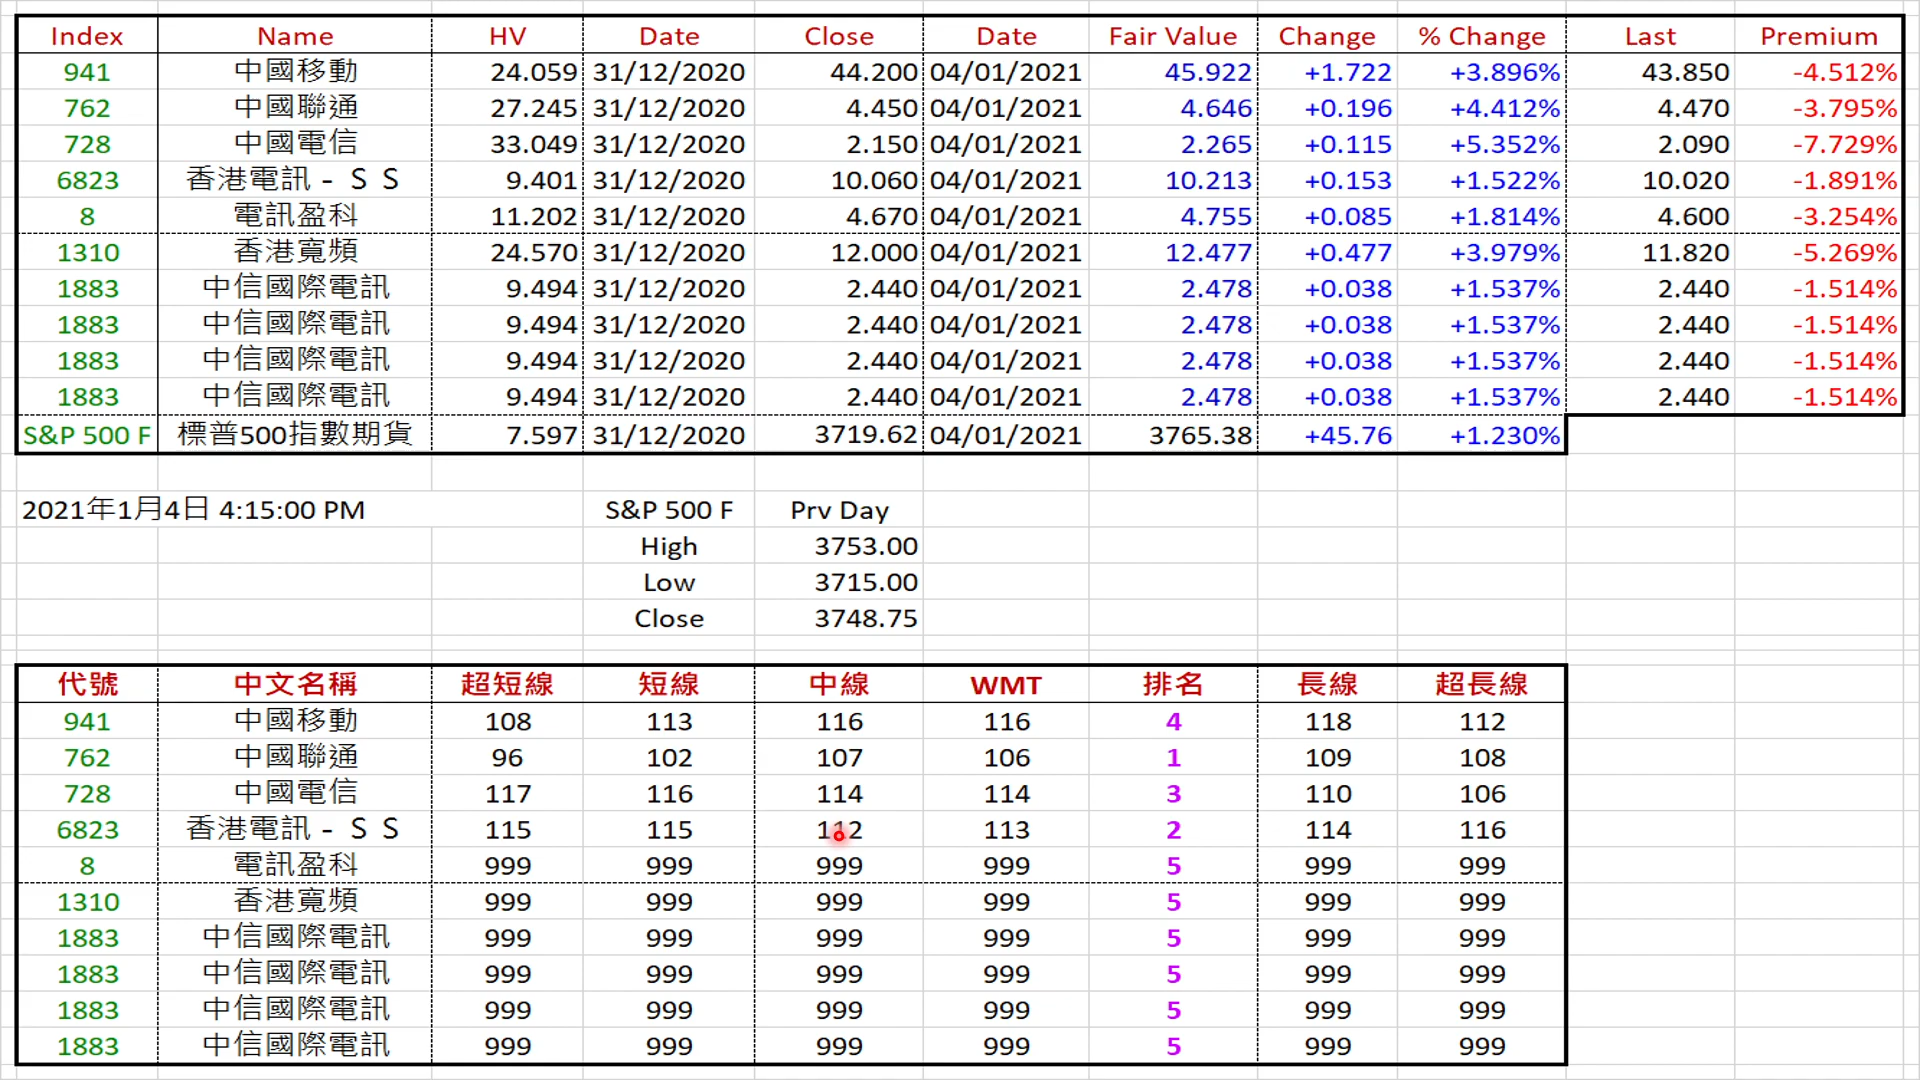 Index Name HV Date Close Date Fair Value Change % Change Last Premium
941 中國移動 24.059 31/12/2020 44.200 04/01/2021 45.922 +1.722 +3.896% 43.850 -4.512%
762 中國聯通 27.245 31/12/2020 4.450 04/01/2021 4.646 +0.196 +4.412% 4.470 -3.795%
728 中國電信 33.049 31/12/2020 2.150 04/01/2021 2.265 +0.115 +5.352% 2.090 -7.729%
6823 香港電訊－ＳＳ 9.401 31/12/2020 10.060 04/01/2021 10.213 +0.153 +1.522% 10.020 -1.891%
8 電訊盈科 11.202 31/12/2020 4.670 04/01/2021 4.755 +0.085 +1.814% 4.600 -3.254%
1310 香港寬頻 24.570 31/12/2020 12.000 04/01/2021 12.477 +0.477 +3.979% 11.820 -5.269%
1883 中信國際電訊 9.494 31/12/2020 2.440 04/01/2021 2.478 +0.038 +1.537% 2.440 -1.514%
1883 中信國際電訊 9.494 31/12/2020 2.440 04/01/2021 2.478 +0.038 +1.537% 2.440 -1.514%
1883 中信國際電訊 9.494 31/12/2020 2.440 04/01/2021 2.478 +0.038 +1.537% 2.440 -1.514%
1883 中信國際電訊 9.494 31/12/2020 2.440 04/01/2021 2.478 +0.038 +1.537% 2.440 -1.514%
S&P 500 F 標普500指數期貨 7.597 31/12/2020 3719.62 04/01/2021 3765.38 +45.76 +1.230%
2021年1月4日 4:15:00 PM S&P 500 F Prv Day
High 3753.00
Low 3715.00
Close 3748.75
代號 中文名稱 超短線 短線 中線 WMT 排名 長線 超長線
941 中國移動 108 113 116 116 4 118 112
762 中國聯通 96 102 107 106 1 109 108
728 中國電信 117 116 114 114 3 110 106
6823 香港電訊－ＳＳ 115 115 112 113 2 114 116
8 電訊盈科 999 999 999 999 5 999 999
1310 香港寬頻 999 999 999 999 5 999 999
1883 中信國際電訊 999 999 999 999 5 999 999
1883 中信國際電訊 999 999 999 999 5 999 999
1883 中信國際電訊 999 999 999 999 5 999 999
1883 中信國際電訊 999 999 999 999 5 999 999